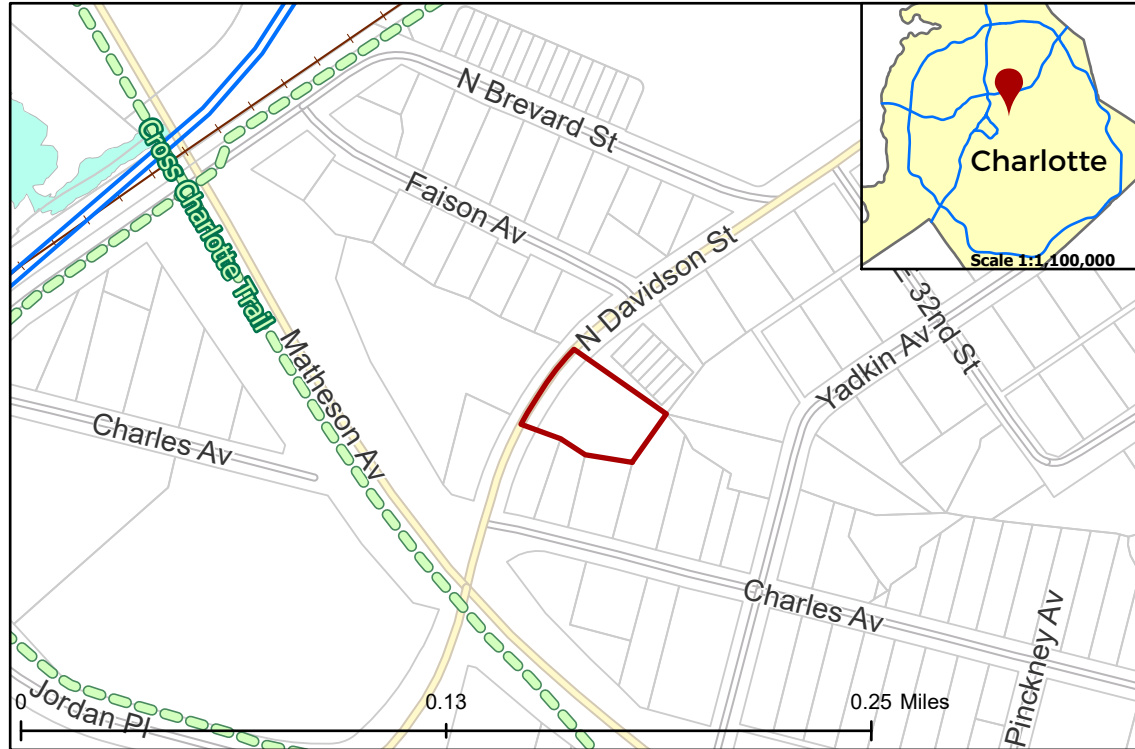 N Brevard St
Charlotte
Scale 1:1,100,000
Cross Charlotte Trail
Faison Av
N Davidson St
E 32nd St
Yadkin Av
Matheson Av
Charles Av
Charles Av
Pinckney Av
Jordan Pl
0
0.13
0.25 Miles